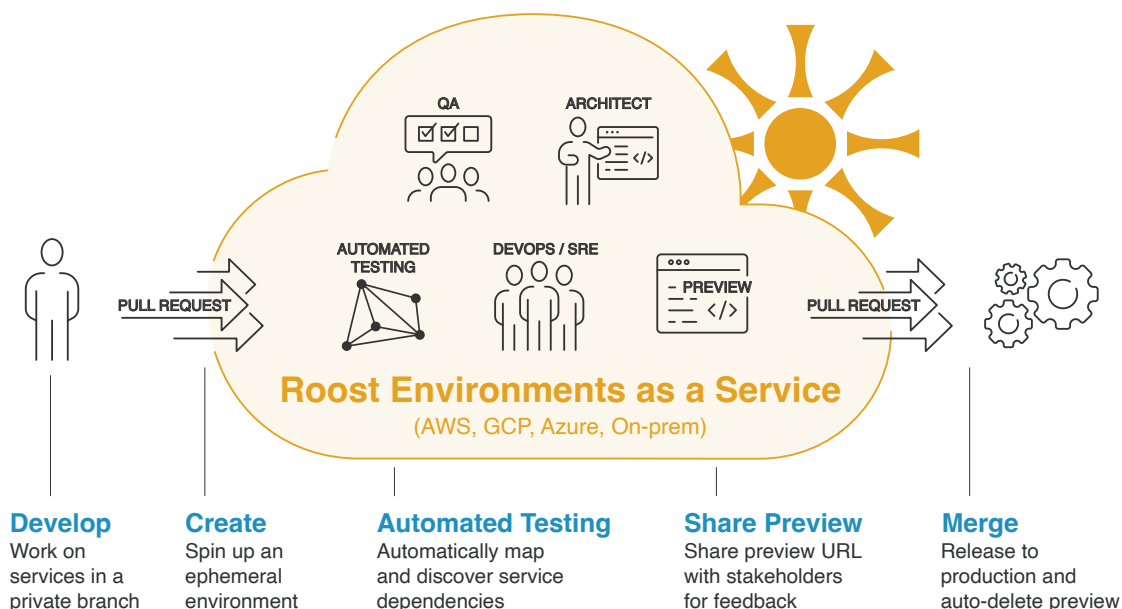 QA
ARCHITECT
</>
AUTOMATED
TESTING
DEVOPS / SRE
PREVIEW
</>
PULL REQUEST
PULL REQUEST
Roost Environments as a Service
(AWS, GCP, Azure, On-prem)
Develop
Work on
services in a
private branch
Create
Spin up an
ephemeral
environment
Automated Testing
Automatically map
and discover service
dependencies
Share Preview
Share preview URL
with stakeholders
for feedback
Merge
Release to
production and
auto-delete preview